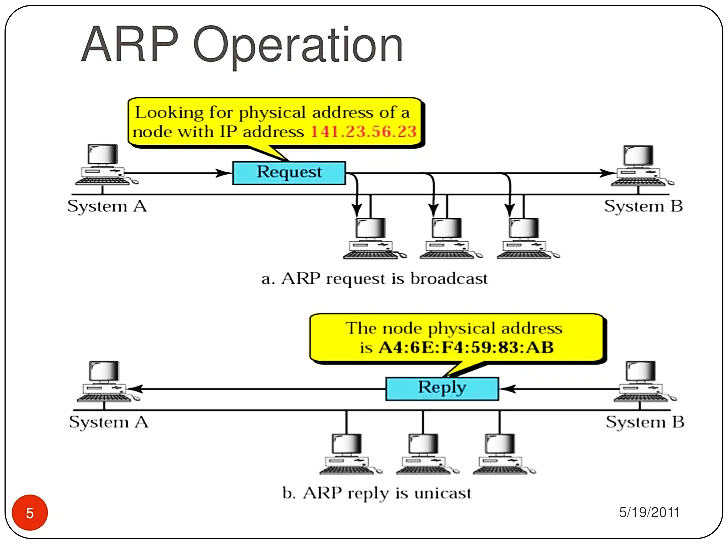 ARP Operation
Looking for physical address of a
node with IP address 141.23.56.23
Request
System A
System B
a. ARP request is broadcast
The node physical address
is A4:6E:F4:59:83:AB
Reply
System A
System B
b. ARP reply is unicast
5
5/19/2011